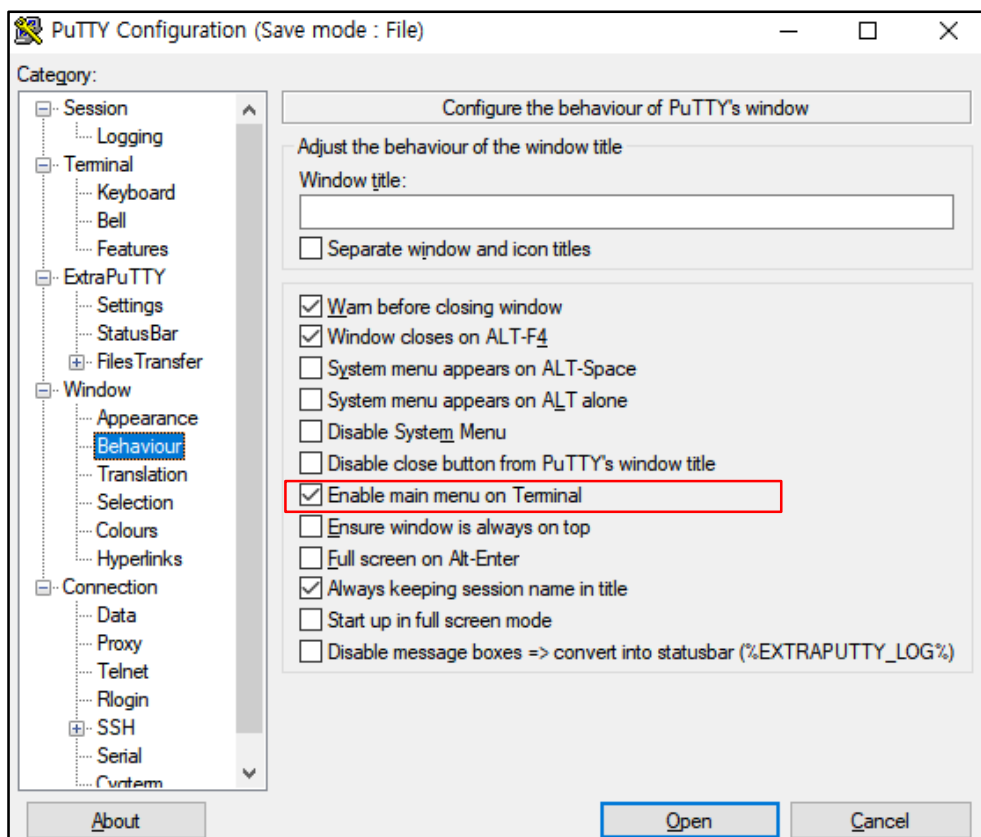 PuTTY Configuration (Save mode : File)
Category:
Session
Logging
Terminal
Keyboard
Bell
Features
ExtraPuTTY
Settings
StatusBar
FilesTransfer
Window
Appearance
Behaviour
Translation
Selection
Colours
Hyperlinks
Connection
Data
Proxy
Telnet
Rlogin
SSH
Serial
Cygterm
Configure the behaviour of PuTTY's window
Adjust the behaviour of the window title
Window title:
Separate window and icon titles
Warn before closing window
Window closes on ALT-F4
System menu appears on ALT-Space
System menu appears on ALT alone
Disable System Menu
Disable close button from PuTTY's window title
Enable main menu on Terminal
Ensure window is always on top
Full screen on Alt-Enter
Always keeping session name in title
Start up in full screen mode
Disable message boxes => convert into statusbar (%EXTRAPUTTY_LOG%)
About
Open
Cancel